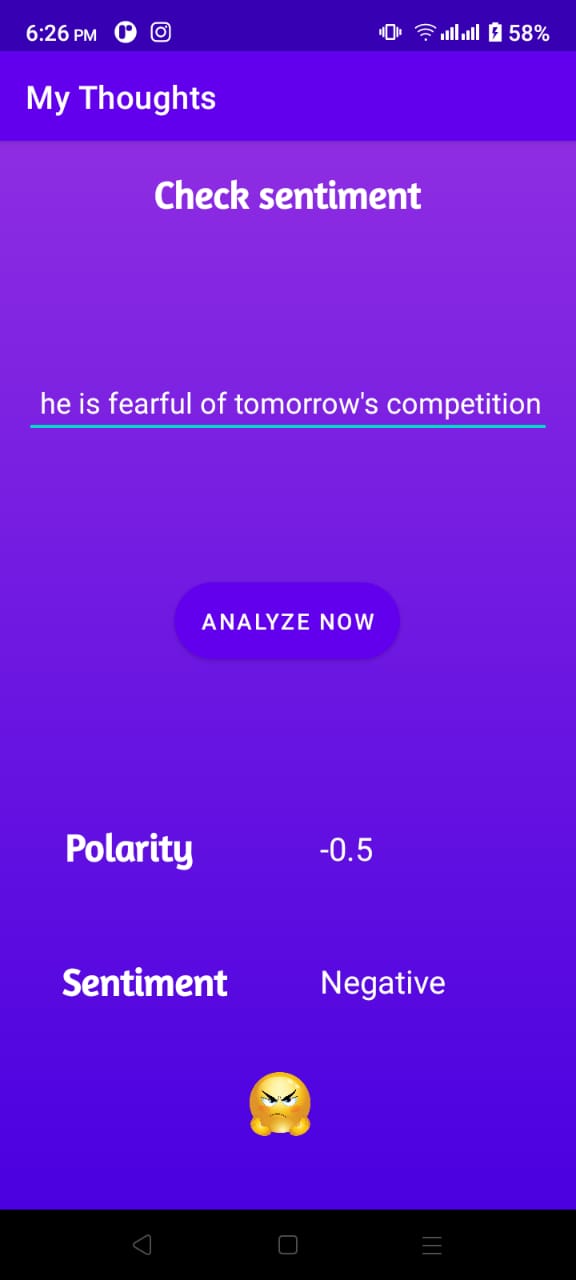 6:26 PM 58%
My Thoughts
Check sentiment
he is fearful of tomorrow's competition
ANALYZE NOW
Polarity -0.5
Sentiment Negative